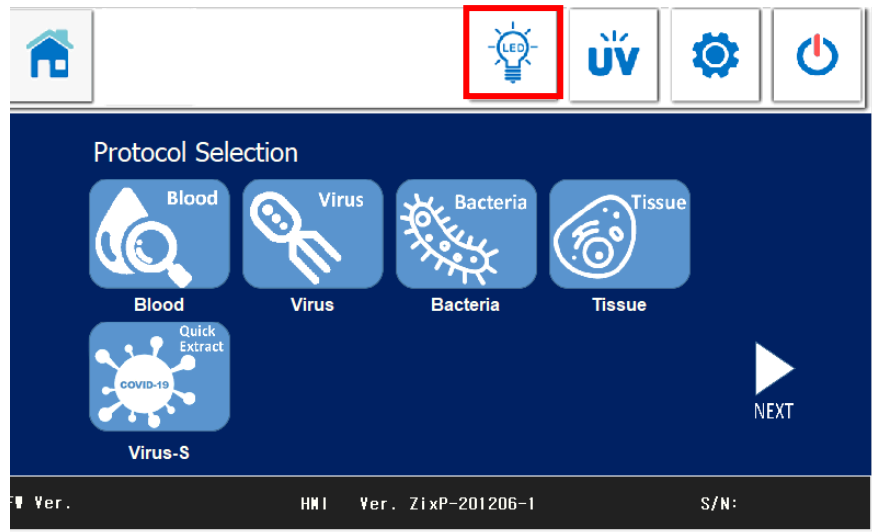 LED
UV
Protocol Selection
Blood
Virus
Bacteria
Tissue
Blood
Virus
Bacteria
Tissue
Quick
Extract
COVID-19
Virus-S
NEXT
FW Ver.
HMI Ver. ZixP-201206-1
S/N: